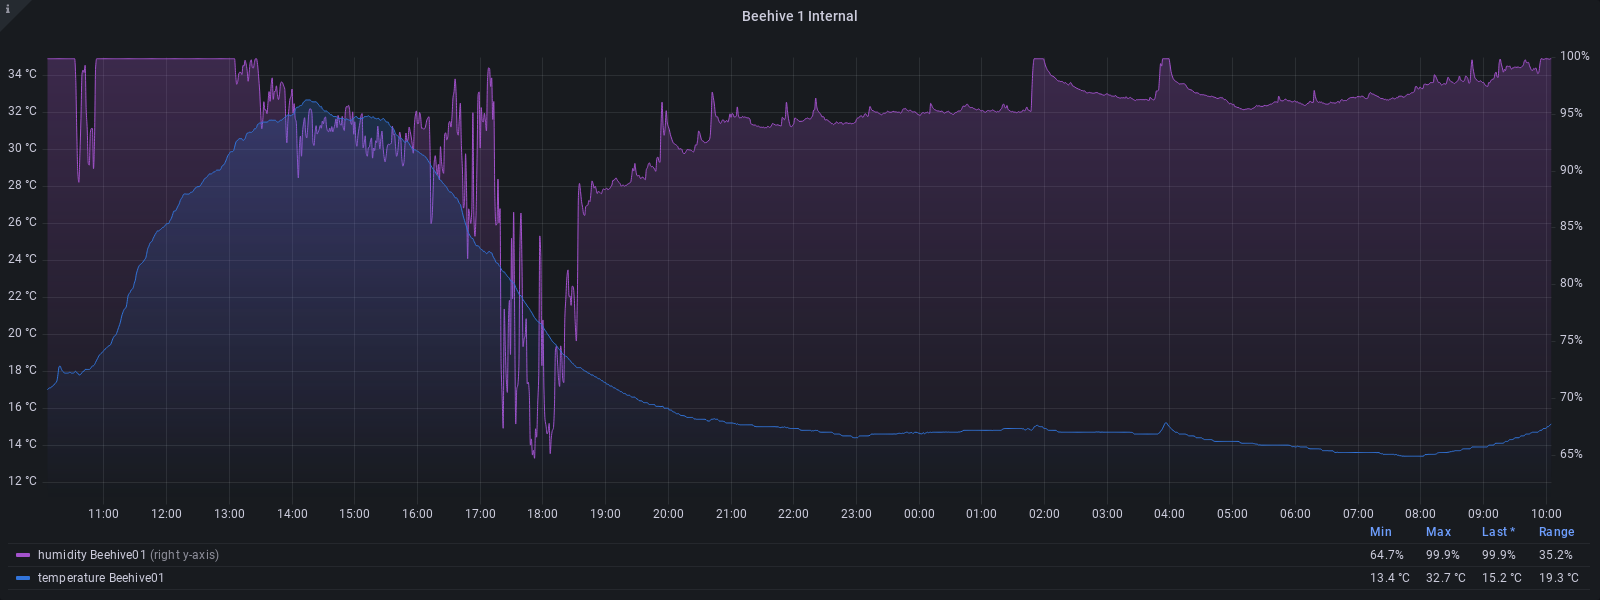 i
Beehive 1 Internal
34 °C
32 °C
30 °C
28 °C
26 °C
24 °C
22 °C
20 °C
18 °C
16 °C
14 °C
12 °C
100%
95%
90%
85%
80%
75%
70%
65%
11:00 12:00 13:00 14:00 15:00 16:00 17:00 18:00 19:00 20:00 21:00 22:00 23:00 00:00 01:00 02:00 03:00 04:00 05:00 06:00 07:00 08:00 09:00 10:00
Min Max Last * Range
humidity Beehive01 (right y-axis) 64.7% 99.9% 99.9% 35.2%
temperature Beehive01 13.4 °C 32.7 °C 15.2 °C 19.3 °C